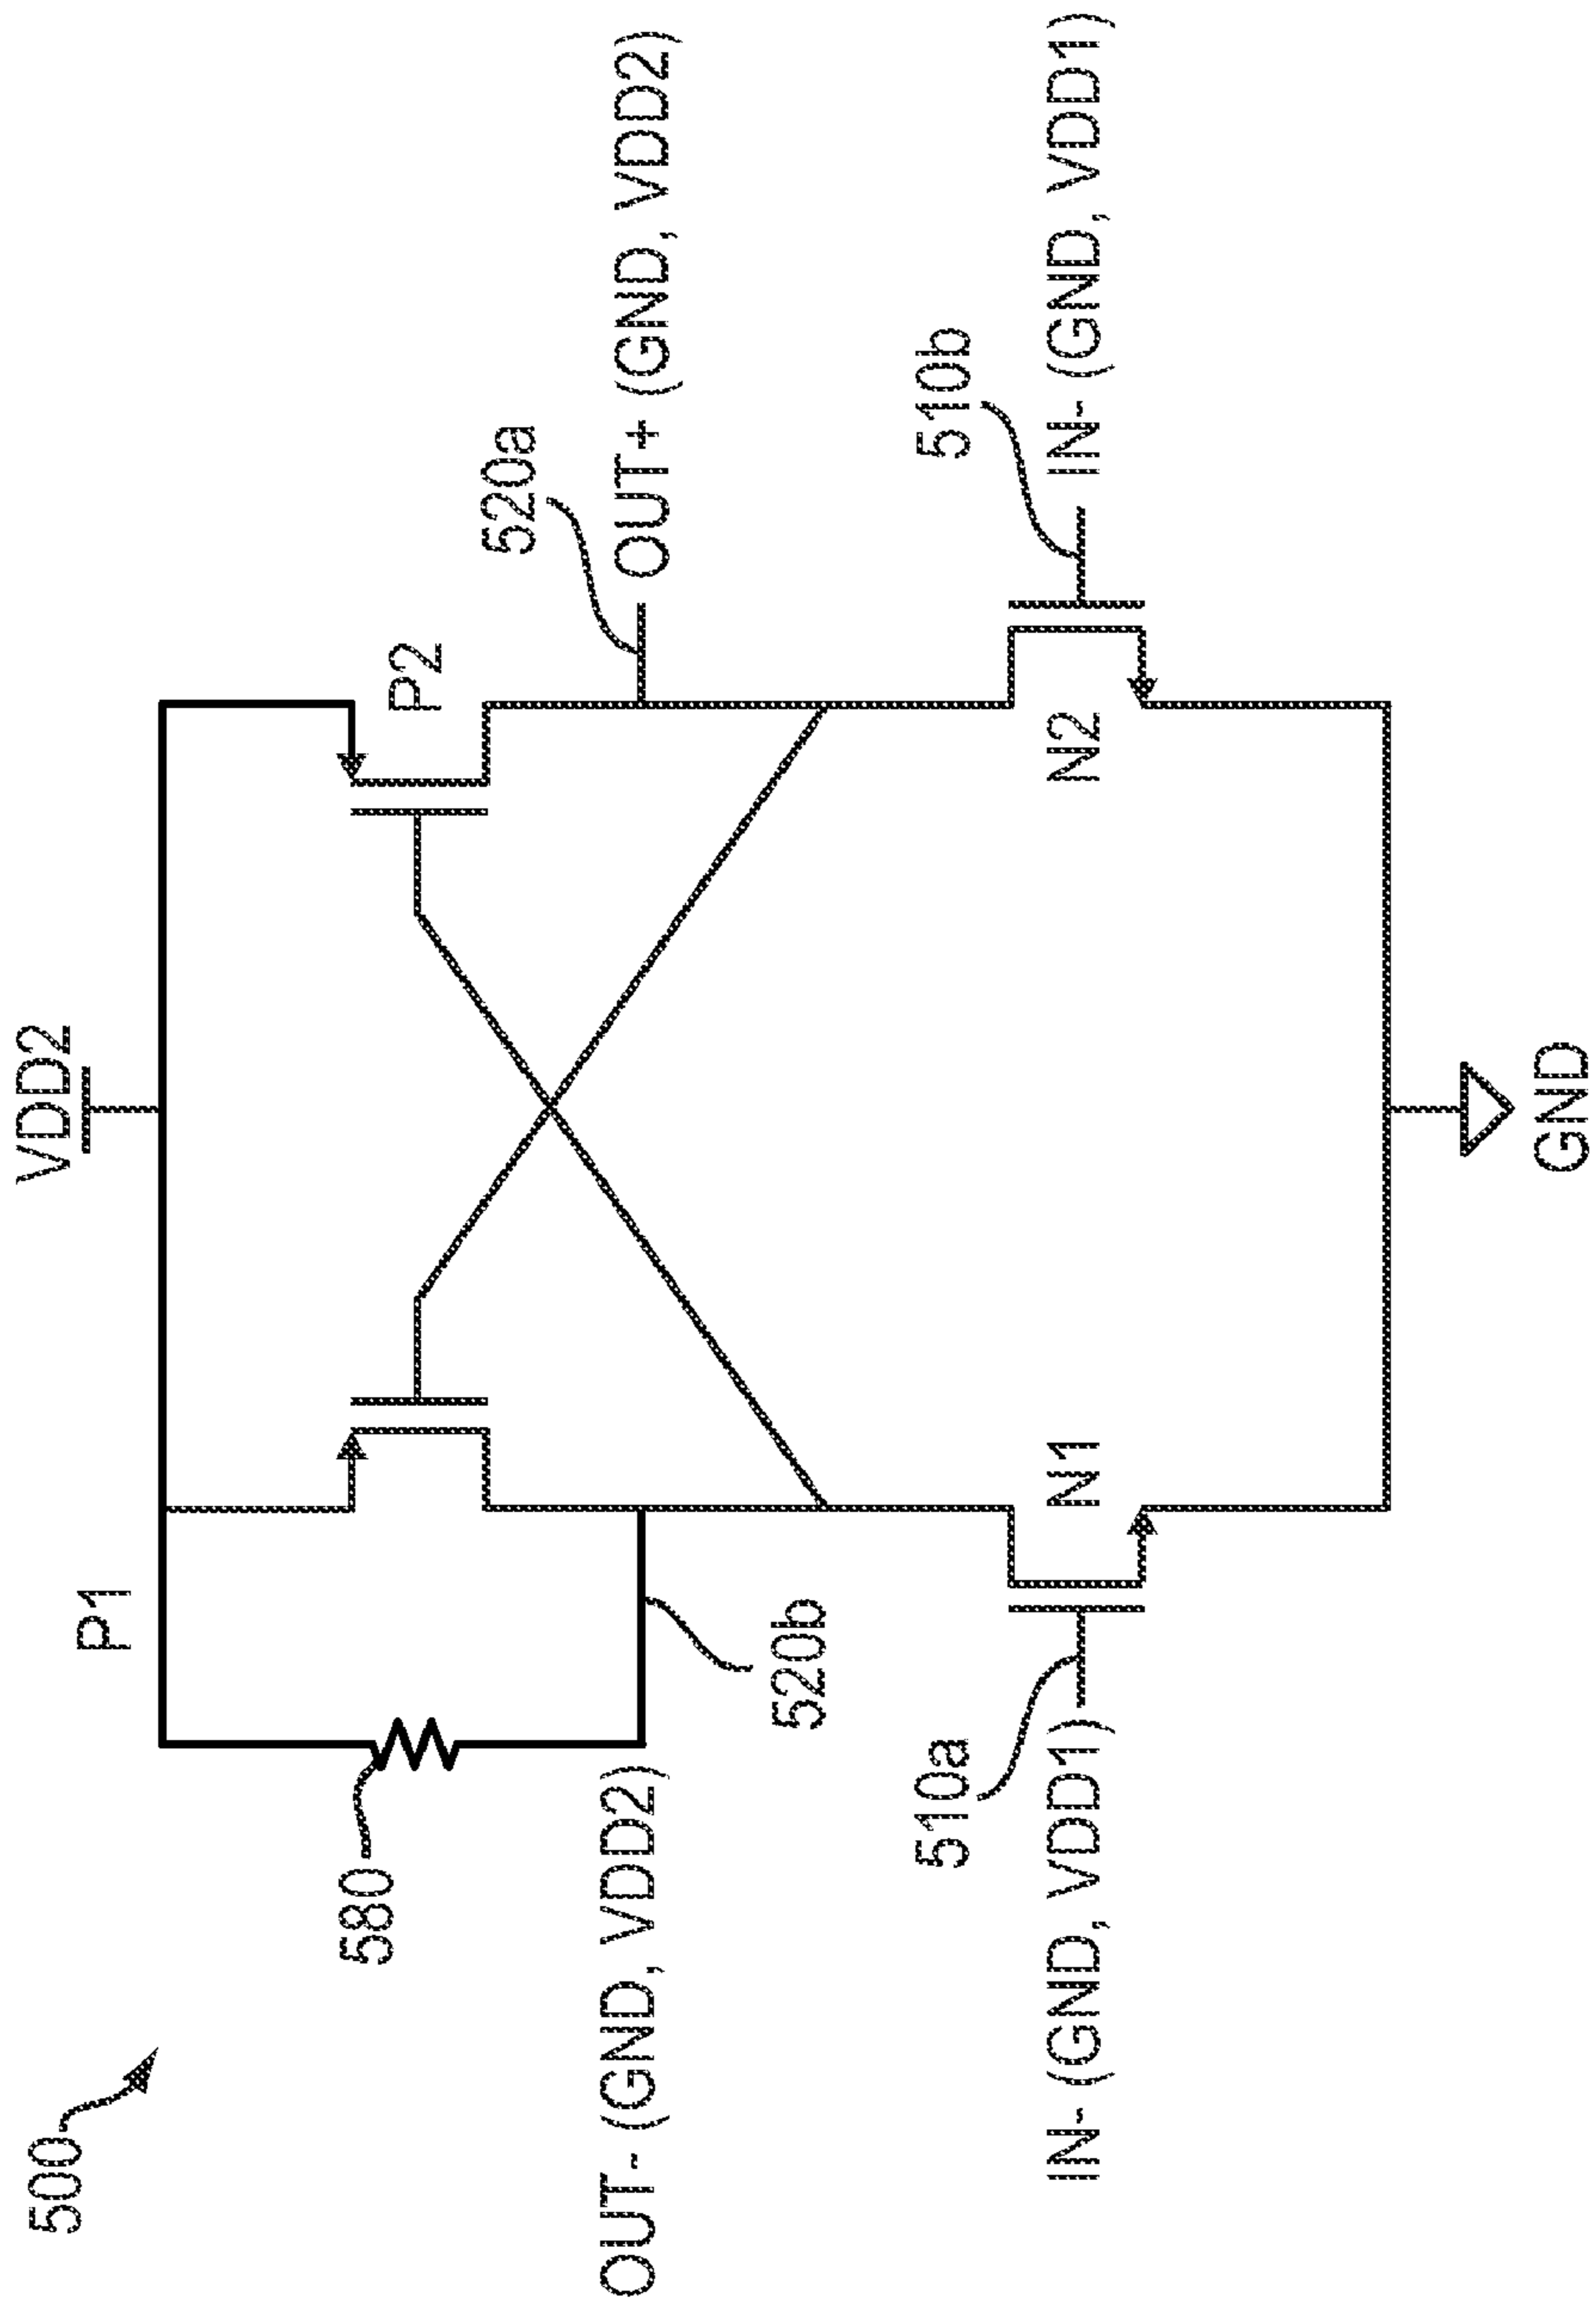 500
VDD2
P1
P2
580
520a
OUT- (GND, VDD2)
OUT+ (GND, VDD2)
520b
510a
510b
IN- (GND, VDD1)
N1
N2
IN- (GND, VDD1)
GND